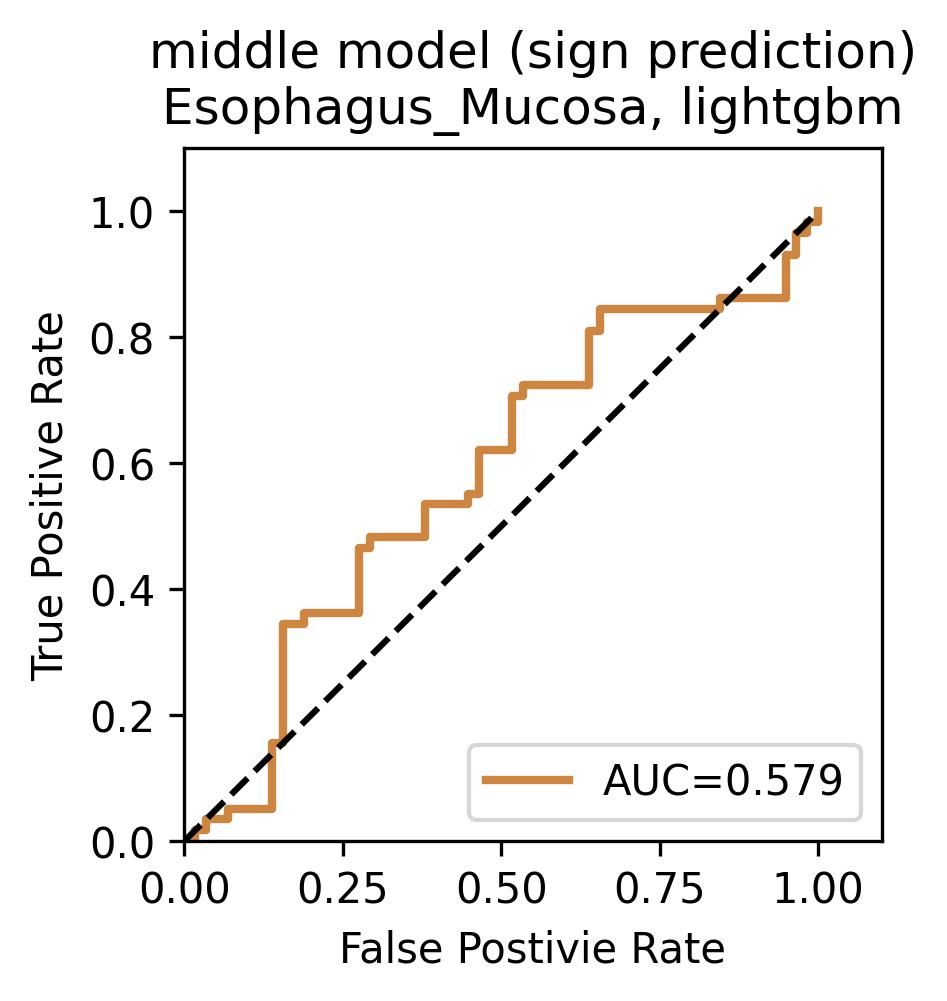 middle model (sign prediction)
Esophagus_Mucosa, lightgbm
True Positive Rate
1.0
0.8
0.6
0.4
0.2
0.0
AUC=0.579
0.00 0.25 0.50 0.75 1.00
False Postivie Rate